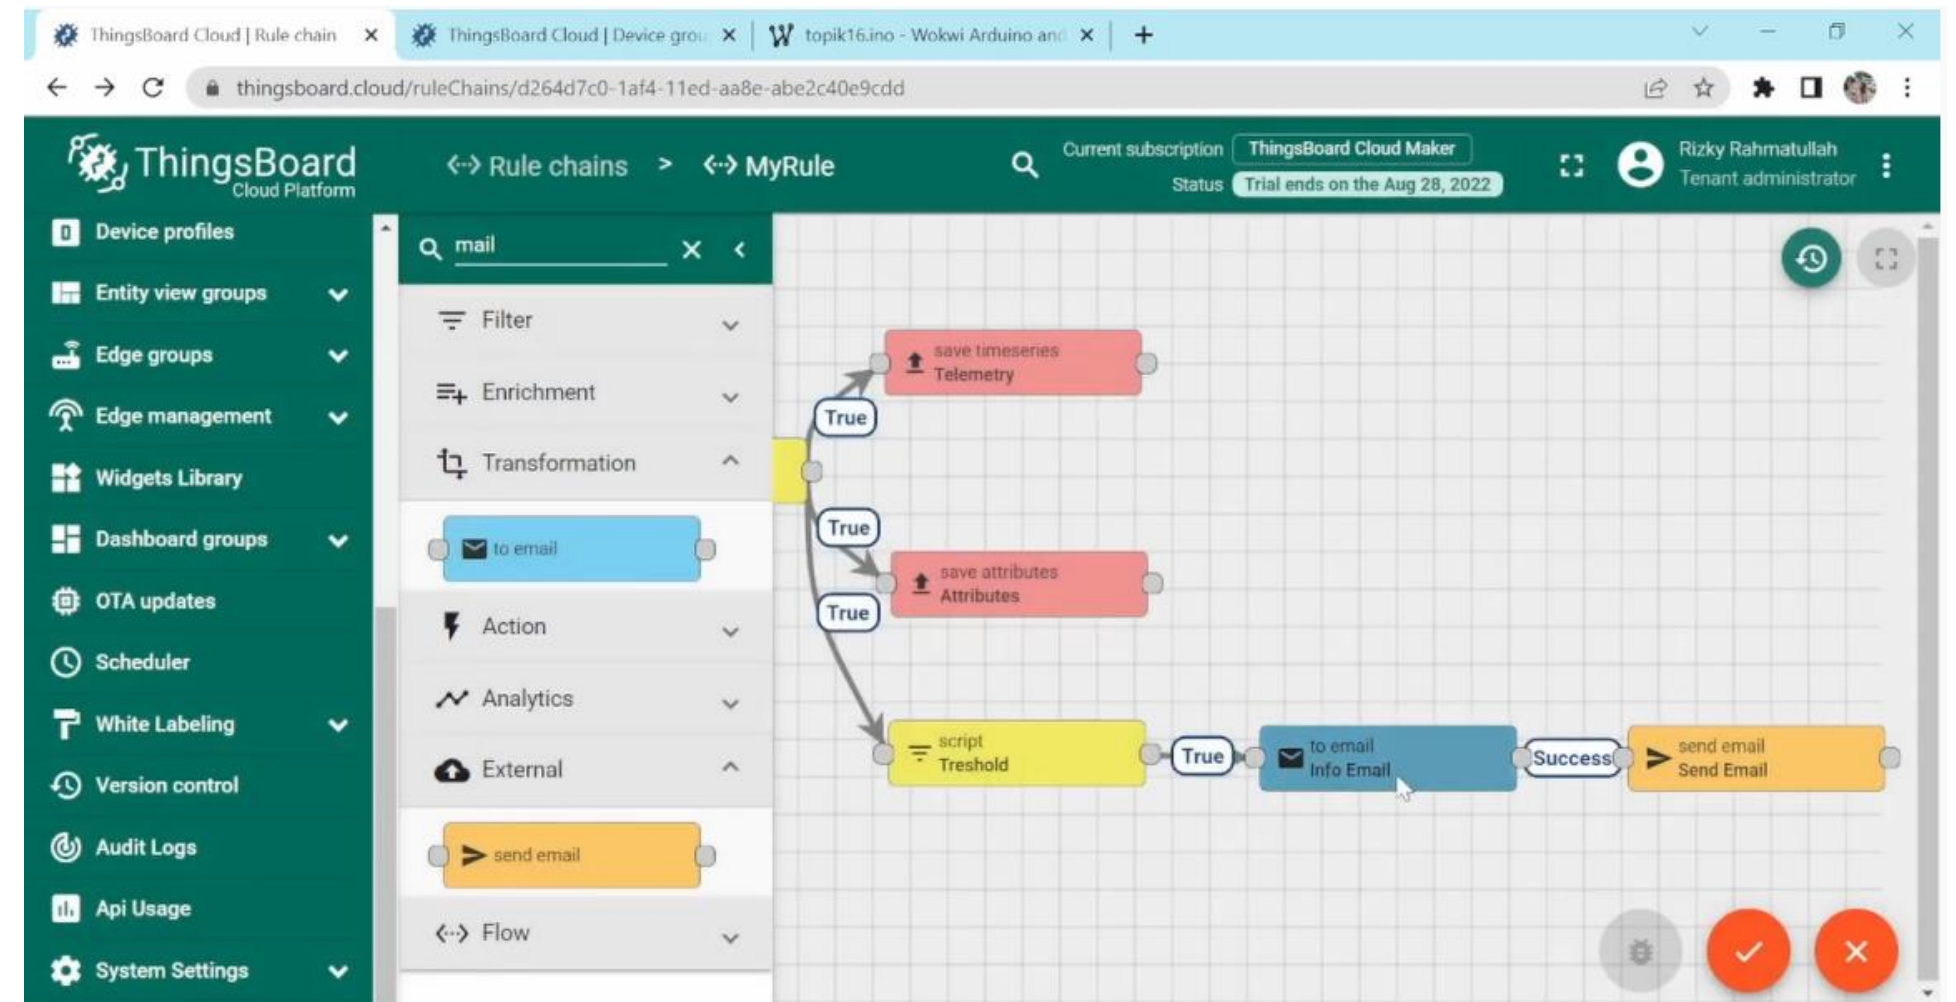 ThingsBoard Cloud | Rule chain
ThingsBoard Cloud | Device grou
topik16.ino - Wokwi Arduino and
thingsboard.cloud/ruleChains/d264d7c0-1af4-11ed-aa8e-abe2c40e9cdd
ThingsBoard
Cloud Platform
Rule chains > MyRule
Current subscription ThingsBoard Cloud Maker
Status Trial ends on the Aug 28, 2022
Rizky Rahmatullah
Tenant administrator
Device profiles
Entity view groups
Edge groups
Edge management
Widgets Library
Dashboard groups
OTA updates
Scheduler
White Labeling
Version control
Audit Logs
Api Usage
System Settings
mail
Filter
Enrichment
Transformation
to email
Action
Analytics
External
send email
Flow
save timeseries
Telemetry
True
True
save attributes
Attributes
True
script
Treshold
True
to email
Info Email
Success
send email
Send Email